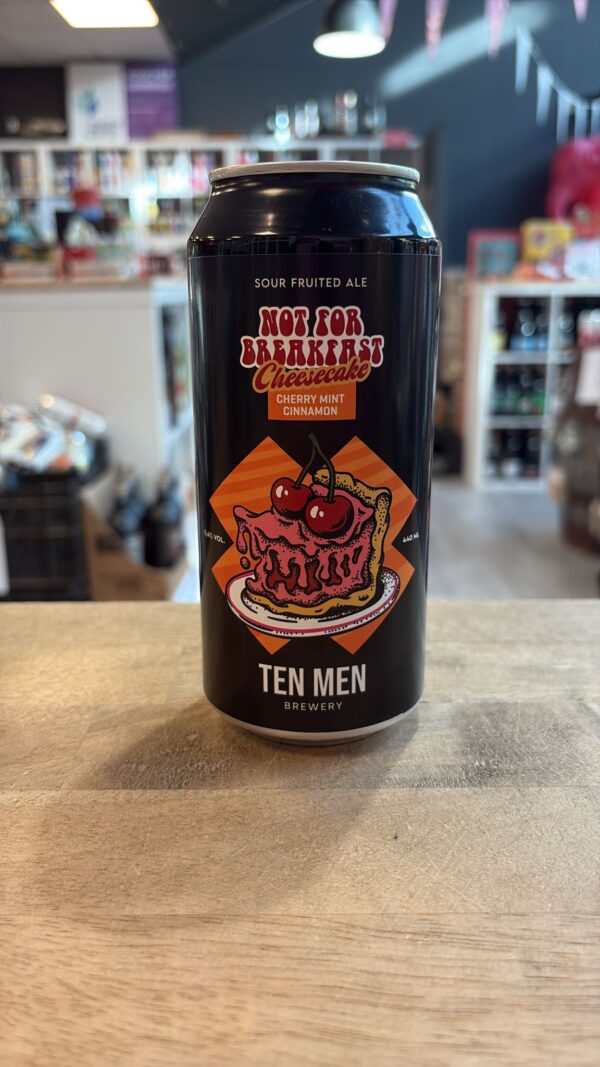 SOUR FRUITED ALE
NOT FOR
BREAKFAST
Cheesecake
CHERRY MINT
CINNAMON
440 ML
TEN MEN
BREWERY